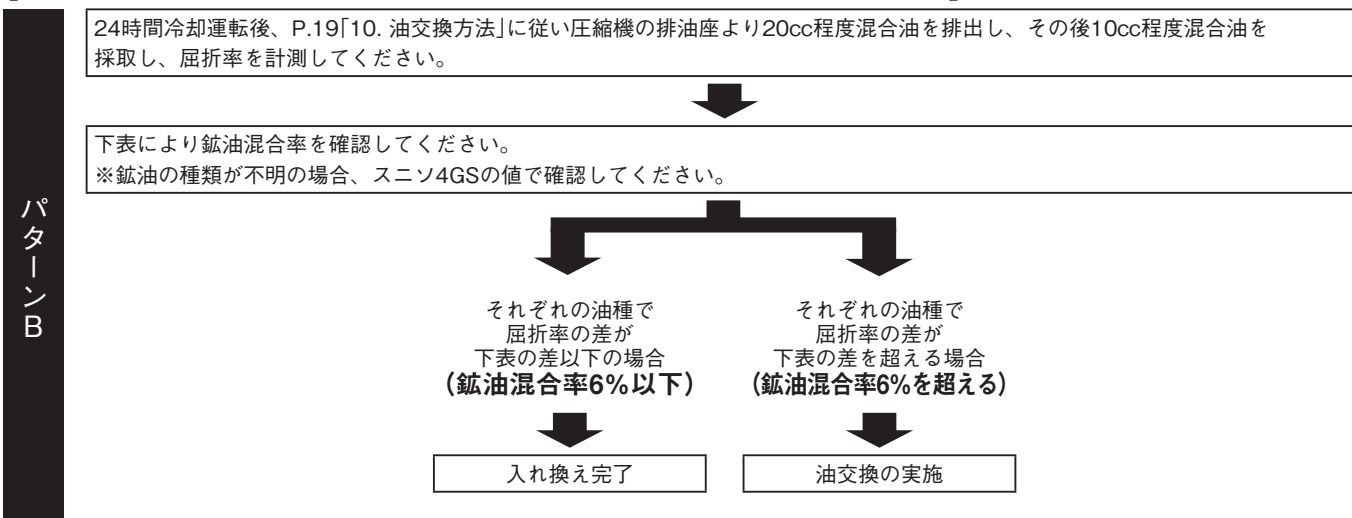 パターンB
24時間冷却運転後、P.19｢10. 油交換方法｣に従い圧縮機の排油座より20cc程度混合油を排出し、その後10cc程度混合油を
採取し、屈折率を計測してください。
下表により鉱油混合率を確認してください。
※鉱油の種類が不明の場合、スニソ4GSの値で確認してください。
それぞれの油種で
屈折率の差が
下表の差以下の場合
（鉱油混合率6%以下）
それぞれの油種で
屈折率の差が
下表の差を超える場合
（鉱油混合率6%を超える）
入れ換え完了
油交換の実施